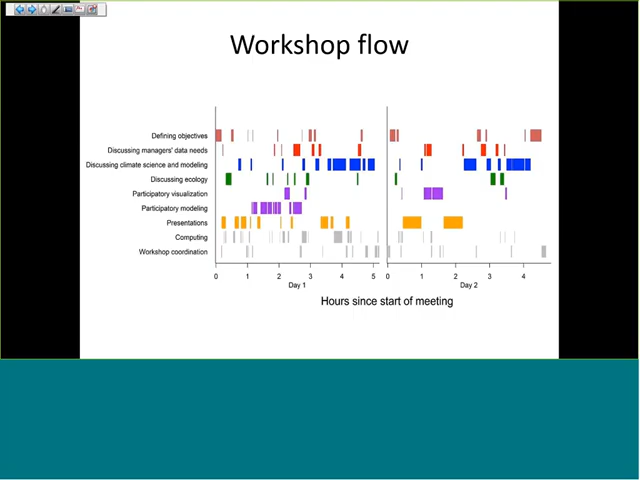 Workshop flow
Defining objectives
Discussing managers' data needs
Discussing climate science and modeling
Discussing ecology
Participatory visualization
Participatory modeling
Presentations
Computing
Workshop coordination
0 1 2 3 4 5 0 1 2 3 4
Day 1 Day 2
Hours since start of meeting